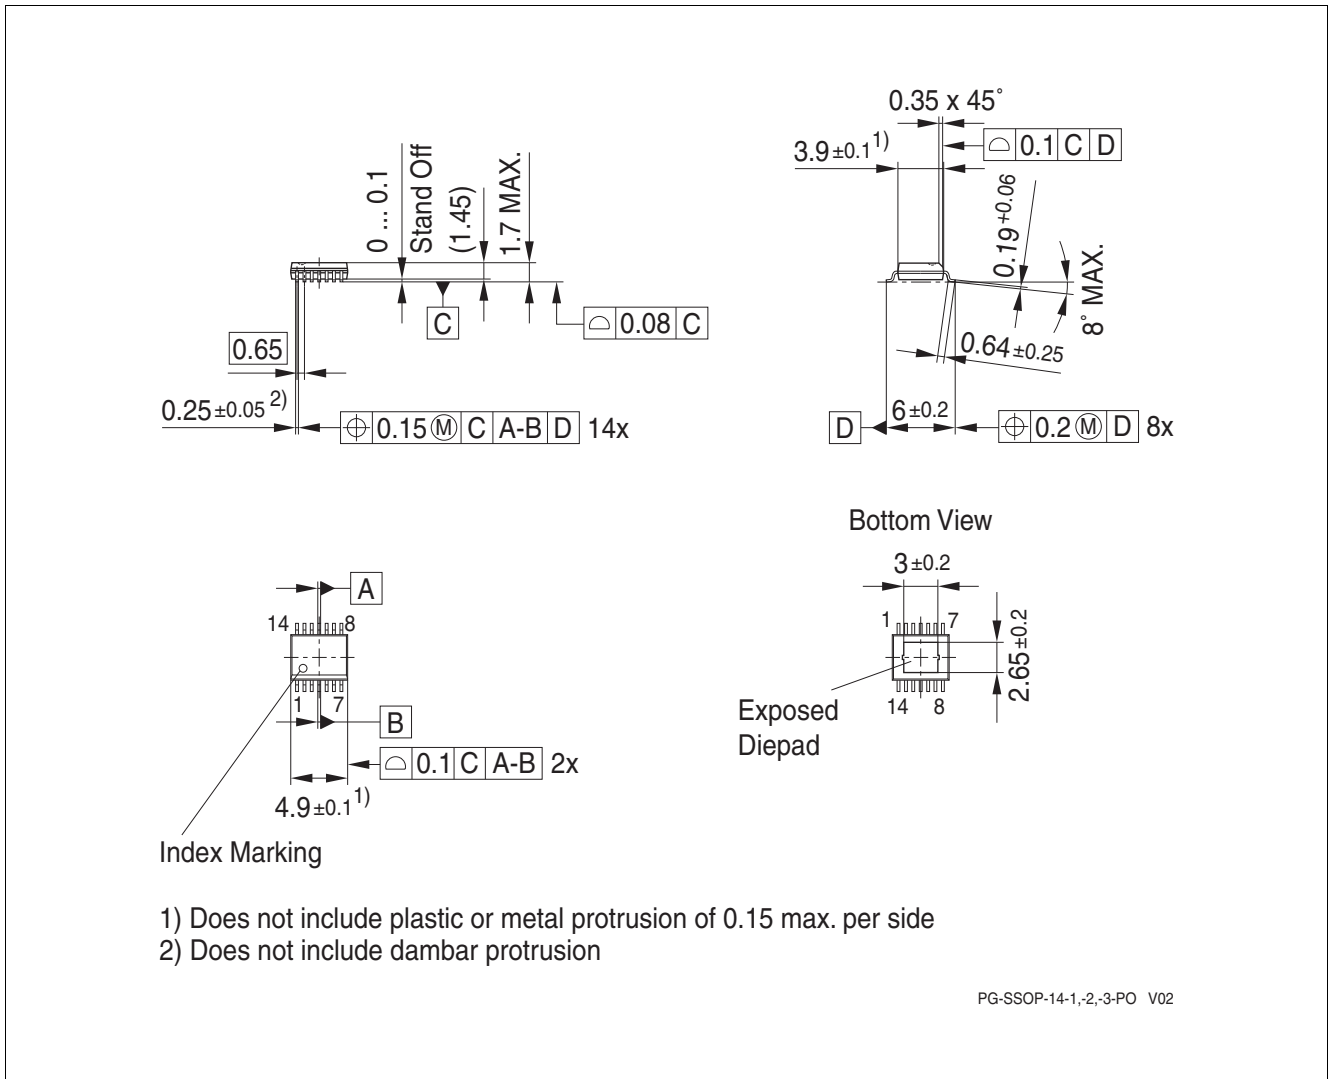 0 ... 0.1
Stand Off
(1.45)
1.7 MAX.
C
⌓ 0.08 C
0.65
0.25 ±0.05 2)
⌖ 0.15 Ⓜ C A-B D 14x
0.35 x 45°
3.9 ±0.1 1)
⌓ 0.1 C D
0.19 +0.06
8° MAX.
0.64 ±0.25
D
6 ±0.2
⌖ 0.2 Ⓜ D 8x
Bottom View
3 ±0.2
1 7
2.65 ±0.2
14 8
Exposed
Diepad
A
14 8
1 7
B
⌓ 0.1 C A-B 2x
4.9 ±0.1 1)
Index Marking
1) Does not include plastic or metal protrusion of 0.15 max. per side
2) Does not include dambar protrusion
PG-SSOP-14-1,-2,-3-PO V02